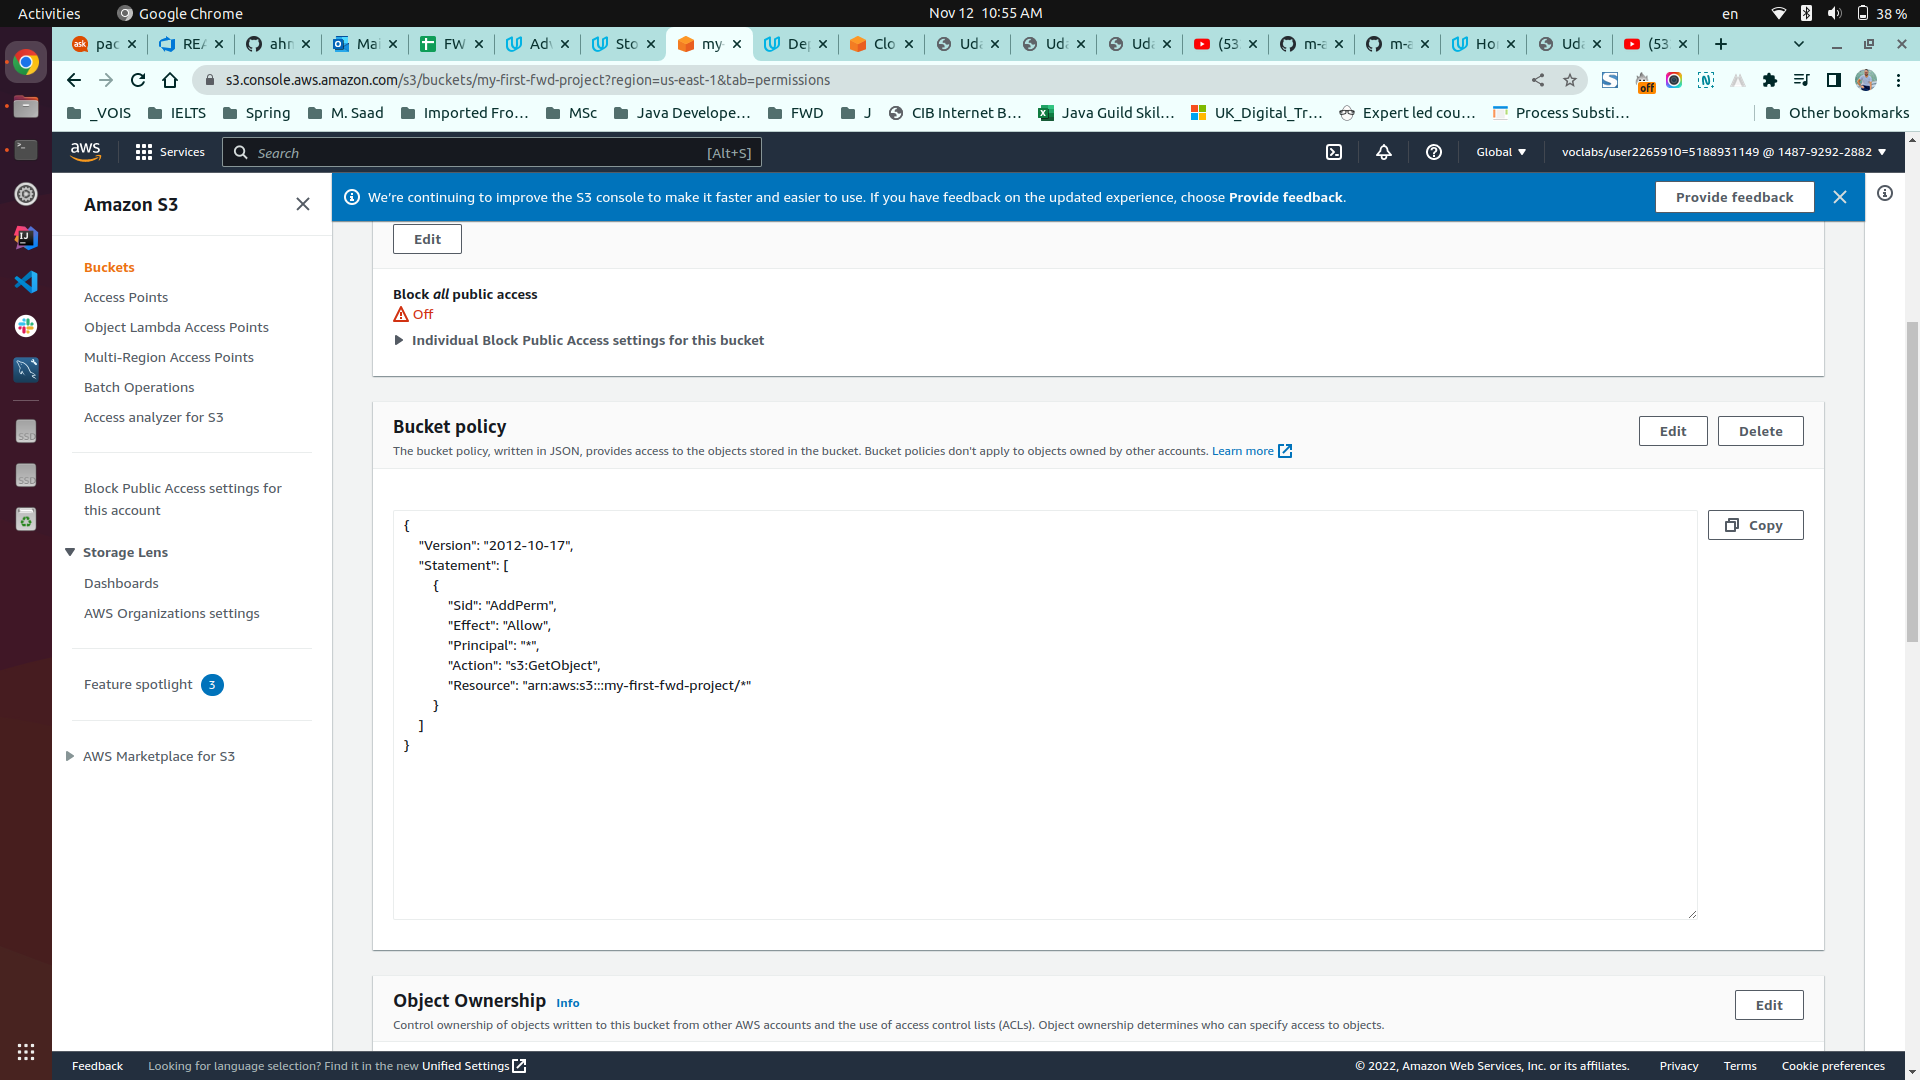 Activities
Google Chrome
Nov 12 10:55 AM
en
38 %
pac
REA
ahm
Mai
FW
Adv
Sto
my-
Dep
Clo
Uda
Uda
Uda
(53
m-a
m-a
Hor
Uda
(53
s3.console.aws.amazon.com/s3/buckets/my-first-fwd-project?region=us-east-1&tab=permissions
off
_VOIS
IELTS
Spring
M. Saad
Imported Fro…
MSc
Java Develope…
FWD
J
CIB Internet B…
Java Guild Skil…
UK_Digital_Tr…
Expert led cou…
Process Substi…
Other bookmarks
aws
Services
Search
[Alt+S]
Global
voclabs/user2265910=5188931149 @ 1487-9292-2882
Amazon S3
Buckets
Access Points
Object Lambda Access Points
Multi-Region Access Points
Batch Operations
Access analyzer for S3
Block Public Access settings for
this account
Storage Lens
Dashboards
AWS Organizations settings
Feature spotlight 3
AWS Marketplace for S3
We're continuing to improve the S3 console to make it faster and easier to use. If you have feedback on the updated experience, choose Provide feedback.
Provide feedback
Edit
Block all public access
Off
Individual Block Public Access settings for this bucket
Bucket policy
Edit
Delete
The bucket policy, written in JSON, provides access to the objects stored in the bucket. Bucket policies don't apply to objects owned by other accounts. Learn more
Copy
{
"Version": "2012-10-17",
"Statement": [
{
"Sid": "AddPerm",
"Effect": "Allow",
"Principal": "*",
"Action": "s3:GetObject",
"Resource": "arn:aws:s3:::my-first-fwd-project/*"
}
]
}
Object Ownership Info
Edit
Control ownership of objects written to this bucket from other AWS accounts and the use of access control lists (ACLs). Object ownership determines who can specify access to objects.
Feedback
Looking for language selection? Find it in the new Unified Settings
© 2022, Amazon Web Services, Inc. or its affiliates.
Privacy
Terms
Cookie preferences